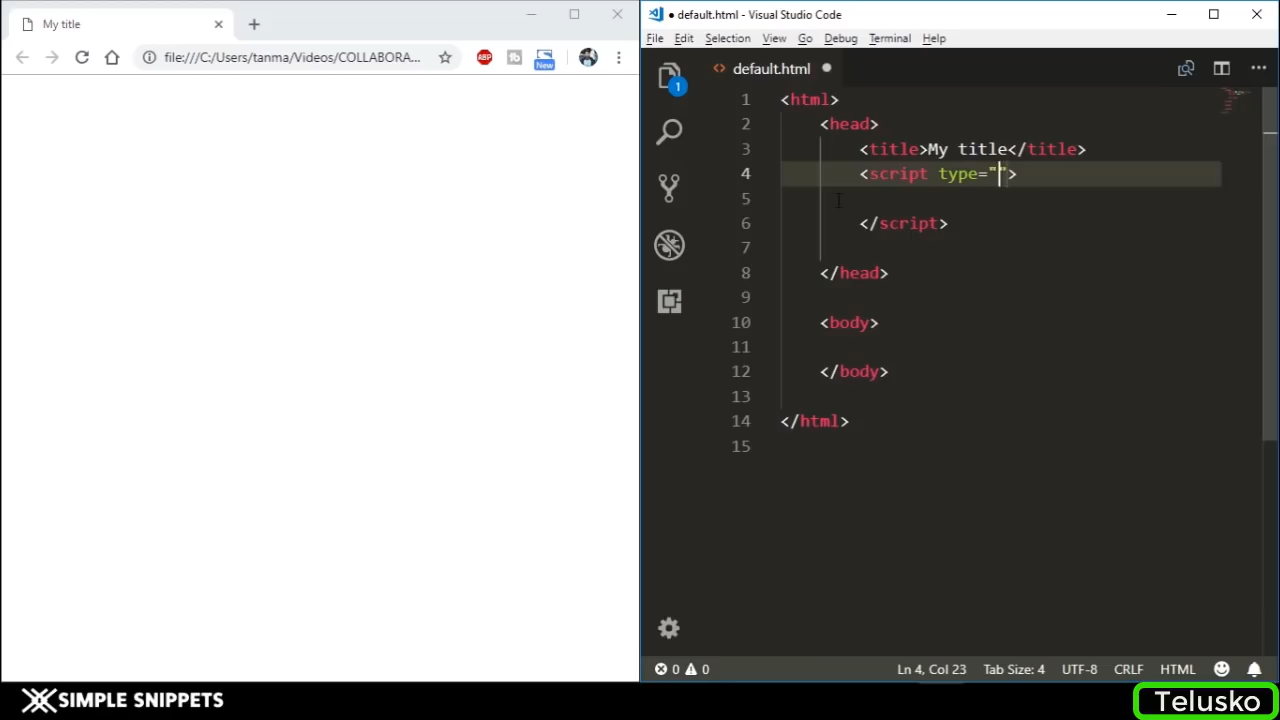 My title
file:///C:/Users/tanma/Videos/COLLABORA...
ABP
New
● default.html - Visual Studio Code
File Edit Selection View Go Debug Terminal Help
1
<> default.html ●
1 <html>
2 <head>
3 <title>My title</title>
4 <script type="">
5
6 </script>
7
8 </head>
9
10 <body>
11
12 </body>
13
14 </html>
15
0 0 Ln 4, Col 23 Tab Size: 4 UTF-8 CRLF HTML
SIMPLE SNIPPETS
Telusko